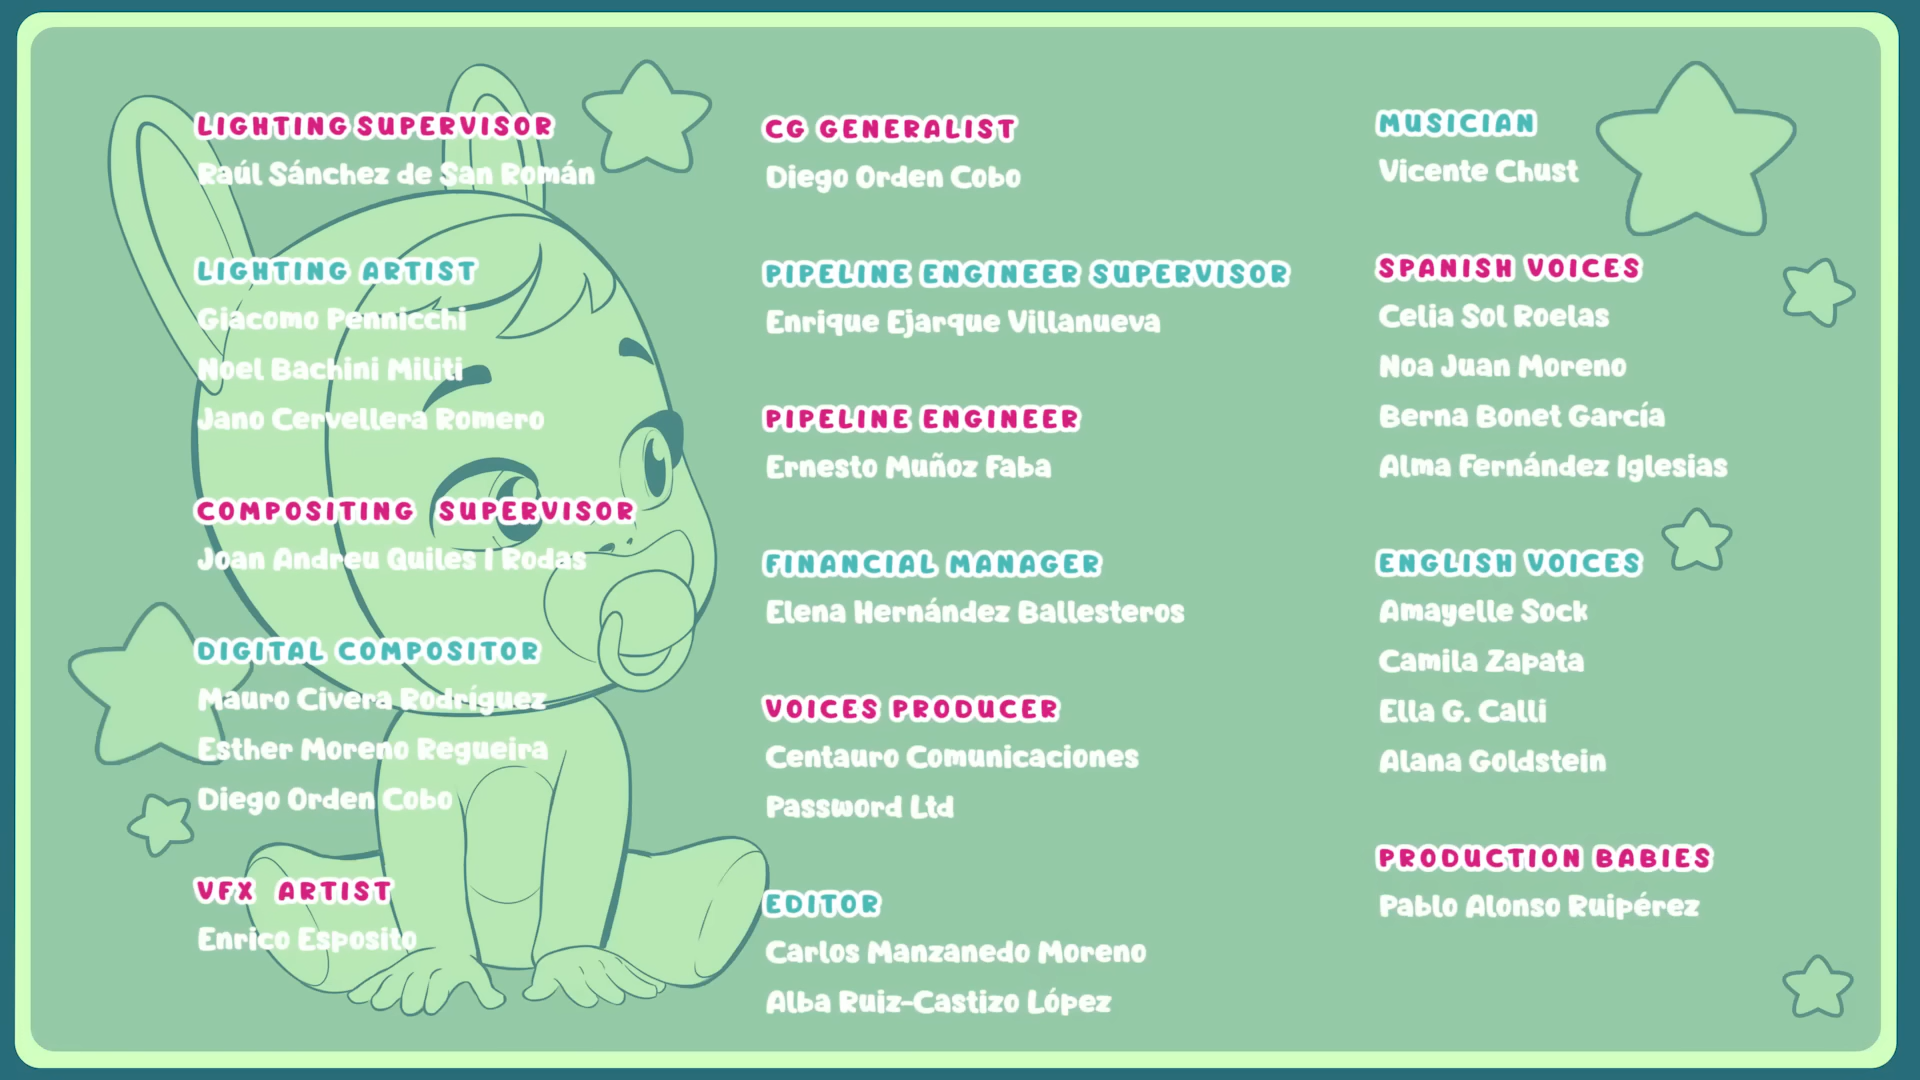 LIGHTING SUPERVISOR
Raúl Sánchez de San Román
LIGHTING ARTIST
Giacomo Pennicchi
Noel Bachini Militi
Jano Cervellera Romero
COMPOSITING SUPERVISOR
Joan Andreu Quiles I Rodas
DIGITAL COMPOSITOR
Mauro Civera Rodríguez
Esther Moreno Regueira
Diego Orden Cobo
VFX ARTIST
Enrico Esposito
CG GENERALIST
Diego Orden Cobo
PIPELINE ENGINEER SUPERVISOR
Enrique Ejarque Villanueva
PIPELINE ENGINEER
Ernesto Muñoz Faba
FINANCIAL MANAGER
Elena Hernández Ballesteros
VOICES PRODUCER
Centauro Comunicaciones
Password Ltd
EDITOR
Carlos Manzanedo Moreno
Alba Ruiz-Castizo López
MUSICIAN
Vicente Chust
SPANISH VOICES
Celia Sol Roelas
Noa Juan Moreno
Berna Bonet García
Alma Fernández Iglesias
ENGLISH VOICES
Amayelle Sock
Camila Zapata
Ella G. Calli
Alana Goldstein
PRODUCTION BABIES
Pablo Alonso Ruipérez